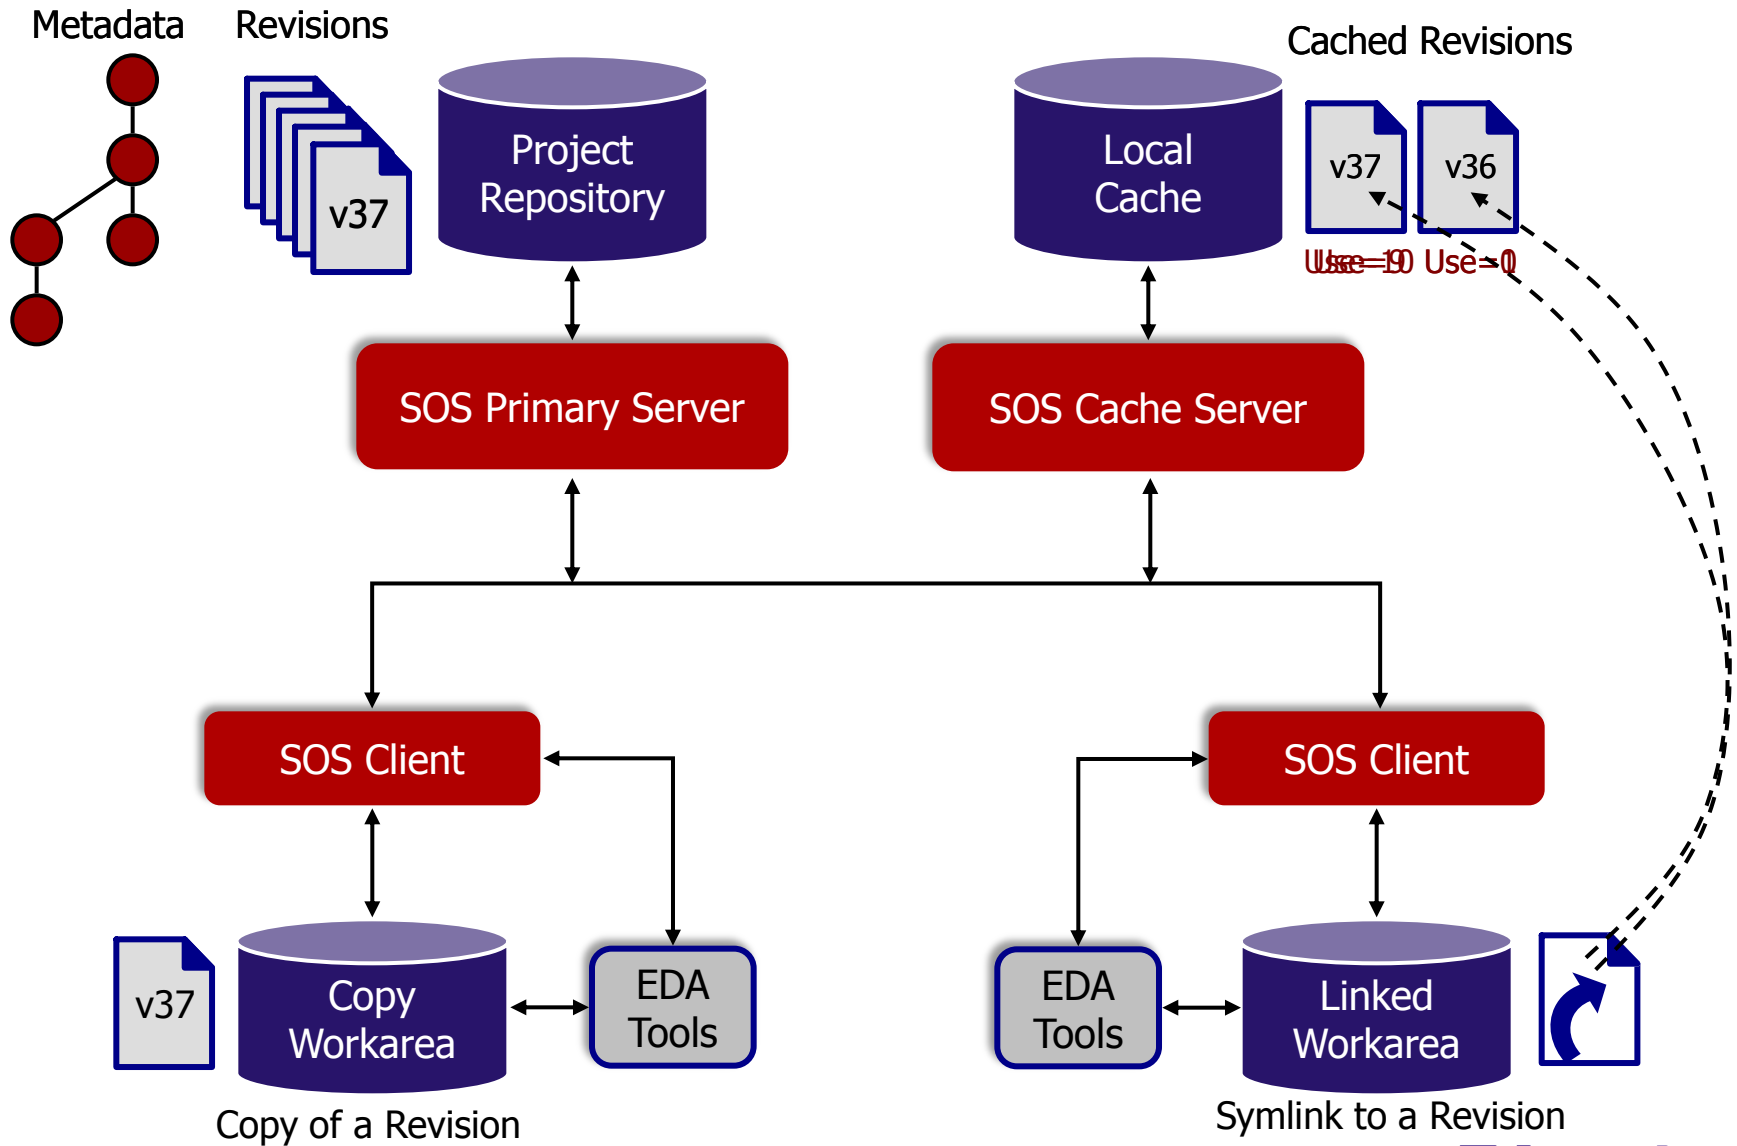 Metadata
Revisions
v37
Project
Repository
Local
Cache
Cached Revisions
v37
v36
SOS Primary Server
SOS Cache Server
SOS Client
SOS Client
v37
Copy
Workarea
EDA
Tools
EDA
Tools
Linked
Workarea
Copy of a Revision
Symlink to a Revision